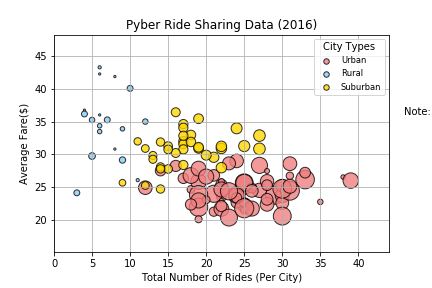 Pyber Ride Sharing Data (2016)
City Types
Urban
Rural
Suburban
Note:
Average Fare($)
45
40
35
30
25
20
0 5 10 15 20 25 30 35 40
Total Number of Rides (Per City)